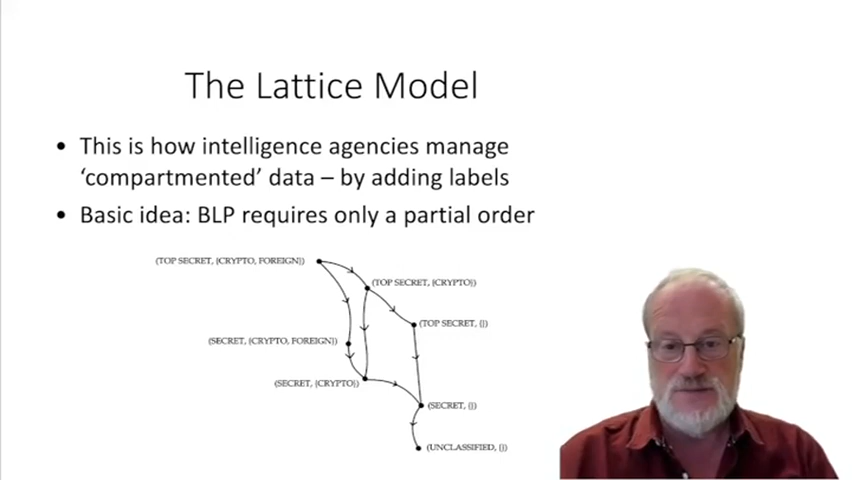 The Lattice Model
• This is how intelligence agencies manage
‘compartmented’ data – by adding labels
• Basic idea: BLP requires only a partial order
(TOP SECRET, {CRYPTO, FOREIGN})
(TOP SECRET, {CRYPTO})
(TOP SECRET, {})
(SECRET, {CRYPTO, FOREIGN})
(SECRET, {CRYPTO})
(SECRET, {})
(UNCLASSIFIED, {})